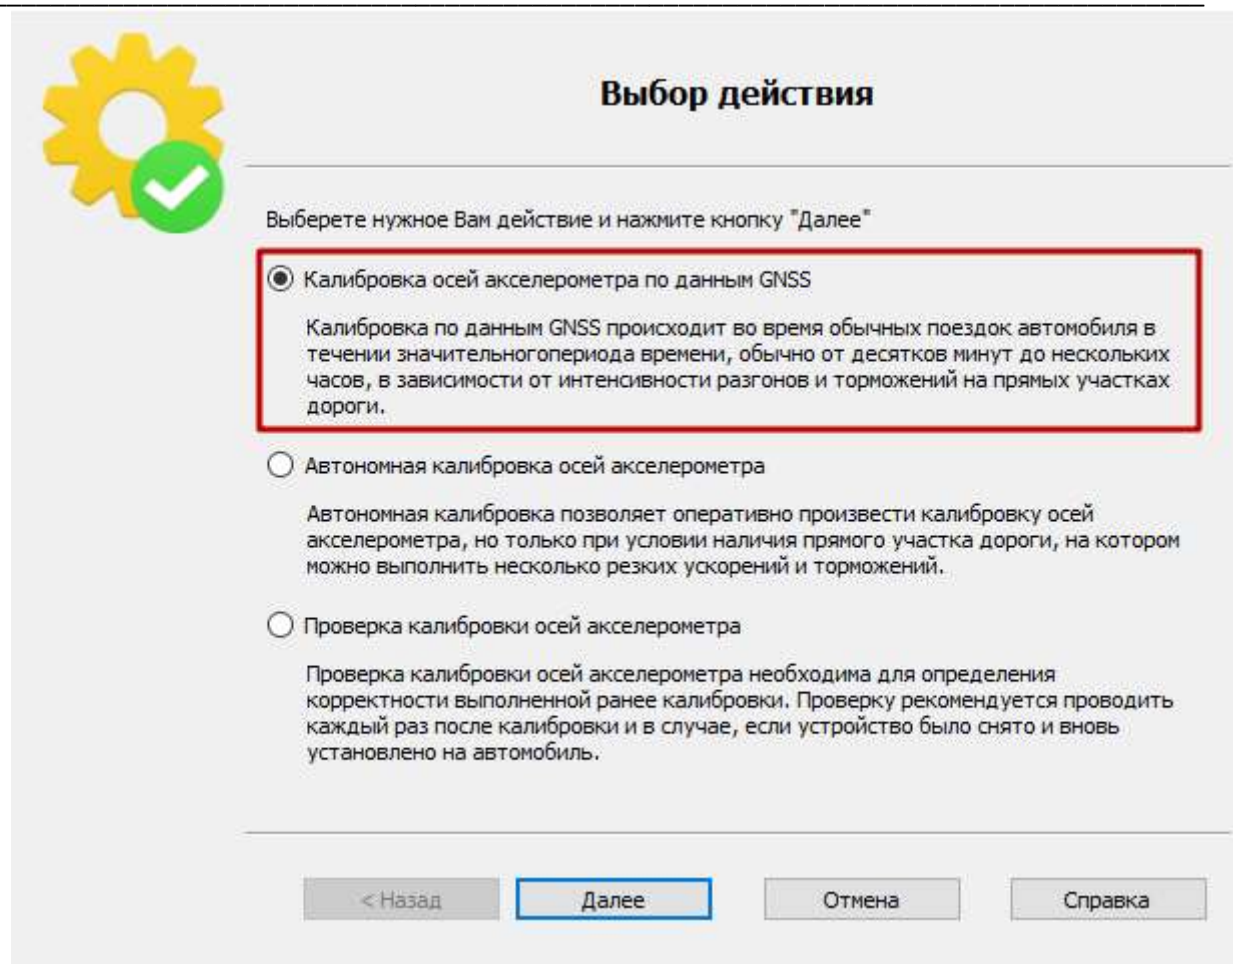 Выбор действия
Выберете нужное Вам действие и нажмите кнопку "Далее"
Калибровка осей акселерометра по данным GNSS
Калибровка по данным GNSS происходит во время обычных поездок автомобиля в
течении значительногопериода времени, обычно от десятков минут до нескольких
часов, в зависимости от интенсивности разгонов и торможений на прямых участках
дороги.
Автономная калибровка осей акселерометра
Автономная калибровка позволяет оперативно произвести калибровку осей
акселерометра, но только при условии наличия прямого участка дороги, на котором
можно выполнить несколько резких ускорений и торможений.
Проверка калибровки осей акселерометра
Проверка калибровки осей акселерометра необходима для определения
корректности выполненной ранее калибровки. Проверку рекомендуется проводить
каждый раз после калибровки и в случае, если устройство было снято и вновь
установлено на автомобиль.
< Назад
Далее
Отмена
Справка